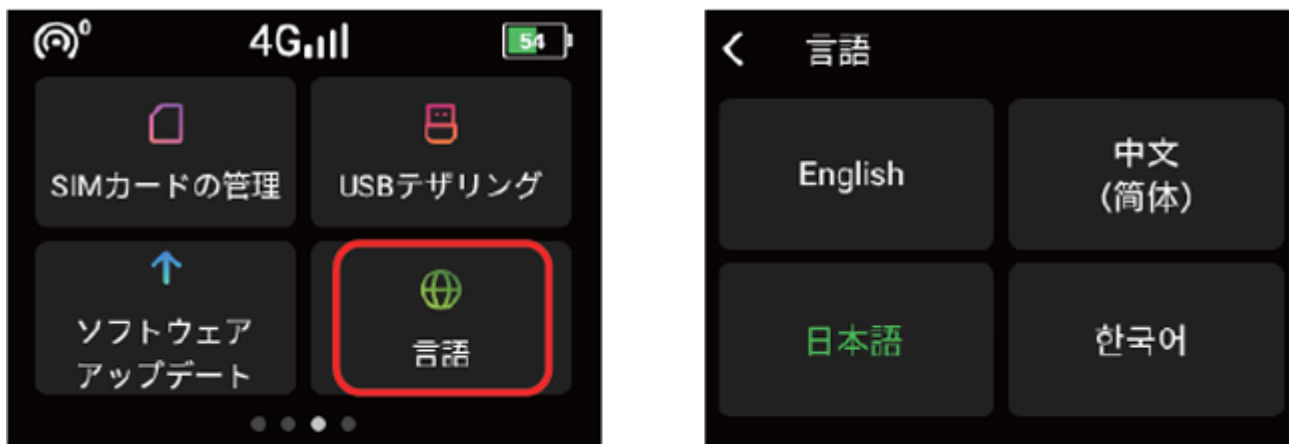 0
4G
54
SIMカードの管理
USBテザリング
ソフトウェア
アップデート
言語
言語
English
中文
(简体)
日本語
한국어